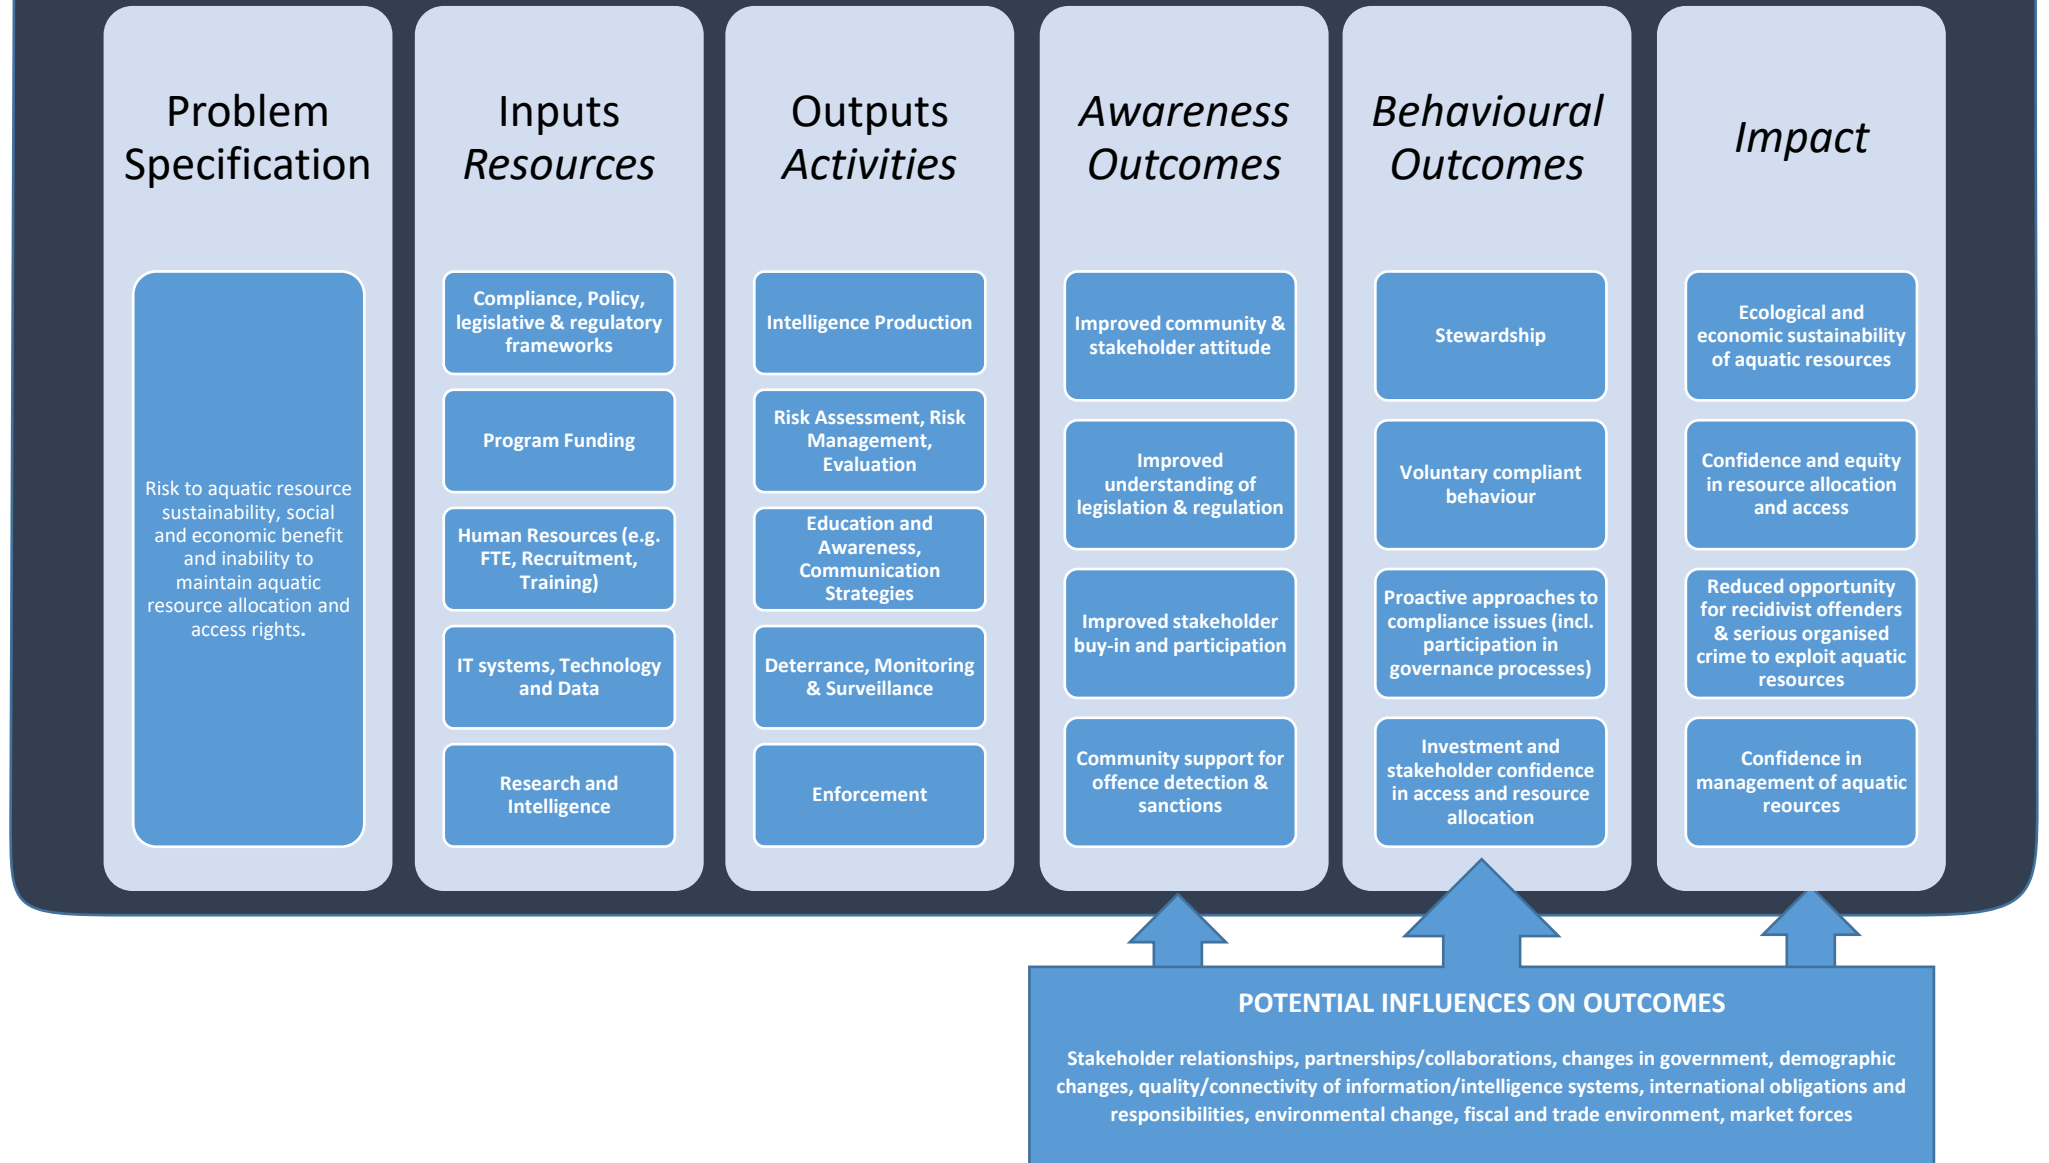 Problem
Specification
Risk to aquatic resource
sustainability, social
and economic benefit
and inability to
maintain aquatic
resource allocation and
access rights.
Inputs
Resources
Compliance, Policy,
legislative & regulatory
frameworks
Program Funding
Human Resources (e.g.
FTE, Recruitment,
Training)
IT systems, Technology
and Data
Research and
Intelligence
Outputs
Activities
Intelligence Production
Risk Assessment, Risk
Management,
Evaluation
Education and
Awareness,
Communication
Strategies
Deterrance, Monitoring
& Surveillance
Enforcement
Awareness
Outcomes
Improved community &
stakeholder attitude
Improved
understanding of
legislation & regulation
Improved stakeholder
buy-in and participation
Community support for
offence detection &
sanctions
Behavioural
Outcomes
Stewardship
Voluntary compliant
behaviour
Proactive approaches to
compliance issues (incl.
participation in
governance processes)
Investment and
stakeholder confidence
in access and resource
allocation
Impact
Ecological and
economic sustainability
of aquatic resources
Confidence and equity
in resource allocation
and access
Reduced opportunity
for recidivist offenders
& serious organised
crime to exploit aquatic
resources
Confidence in
management of aquatic
reources
POTENTIAL INFLUENCES ON OUTCOMES
Stakeholder relationships, partnerships/collaborations, changes in government, demographic
changes, quality/connectivity of information/intelligence systems, international obligations and
responsibilities, environmental change, fiscal and trade environment, market forces